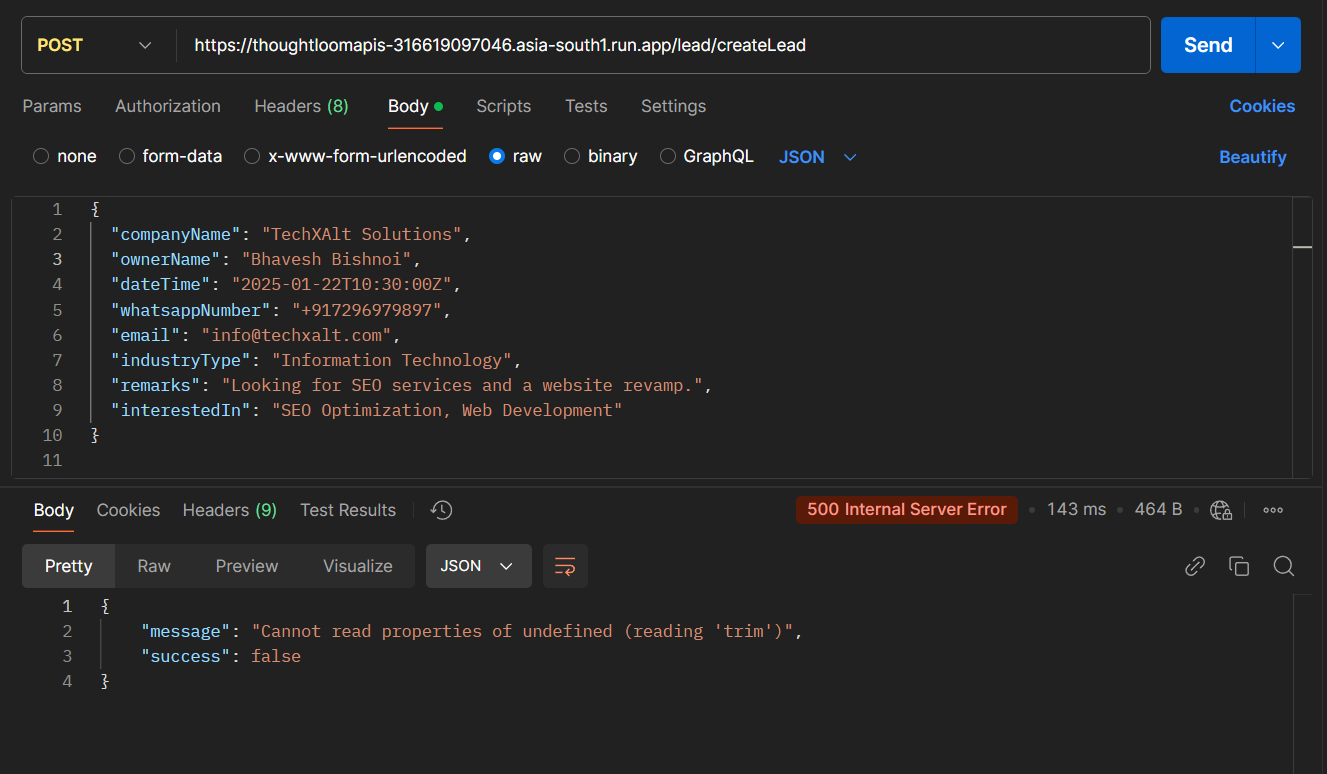 POST https://thoughtloomapis-316619097046.asia-south1.run.app/lead/createLead Send
Params Authorization Headers (8) Body Scripts Tests Settings Cookies
none form-data x-www-form-urlencoded raw binary GraphQL JSON Beautify
1 {
2 "companyName": "TechXAlt Solutions",
3 "ownerName": "Bhavesh Bishnoi",
4 "dateTime": "2025-01-22T10:30:00Z",
5 "whatsappNumber": "+917296979897",
6 "email": "info@techxalt.com",
7 "industryType": "Information Technology",
8 "remarks": "Looking for SEO services and a website revamp.",
9 "interestedIn": "SEO Optimization, Web Development"
10 }
11
Body Cookies Headers (9) Test Results 500 Internal Server Error 143 ms 464 B
Pretty Raw Preview Visualize JSON
1 {
2 "message": "Cannot read properties of undefined (reading 'trim')",
3 "success": false
4 }